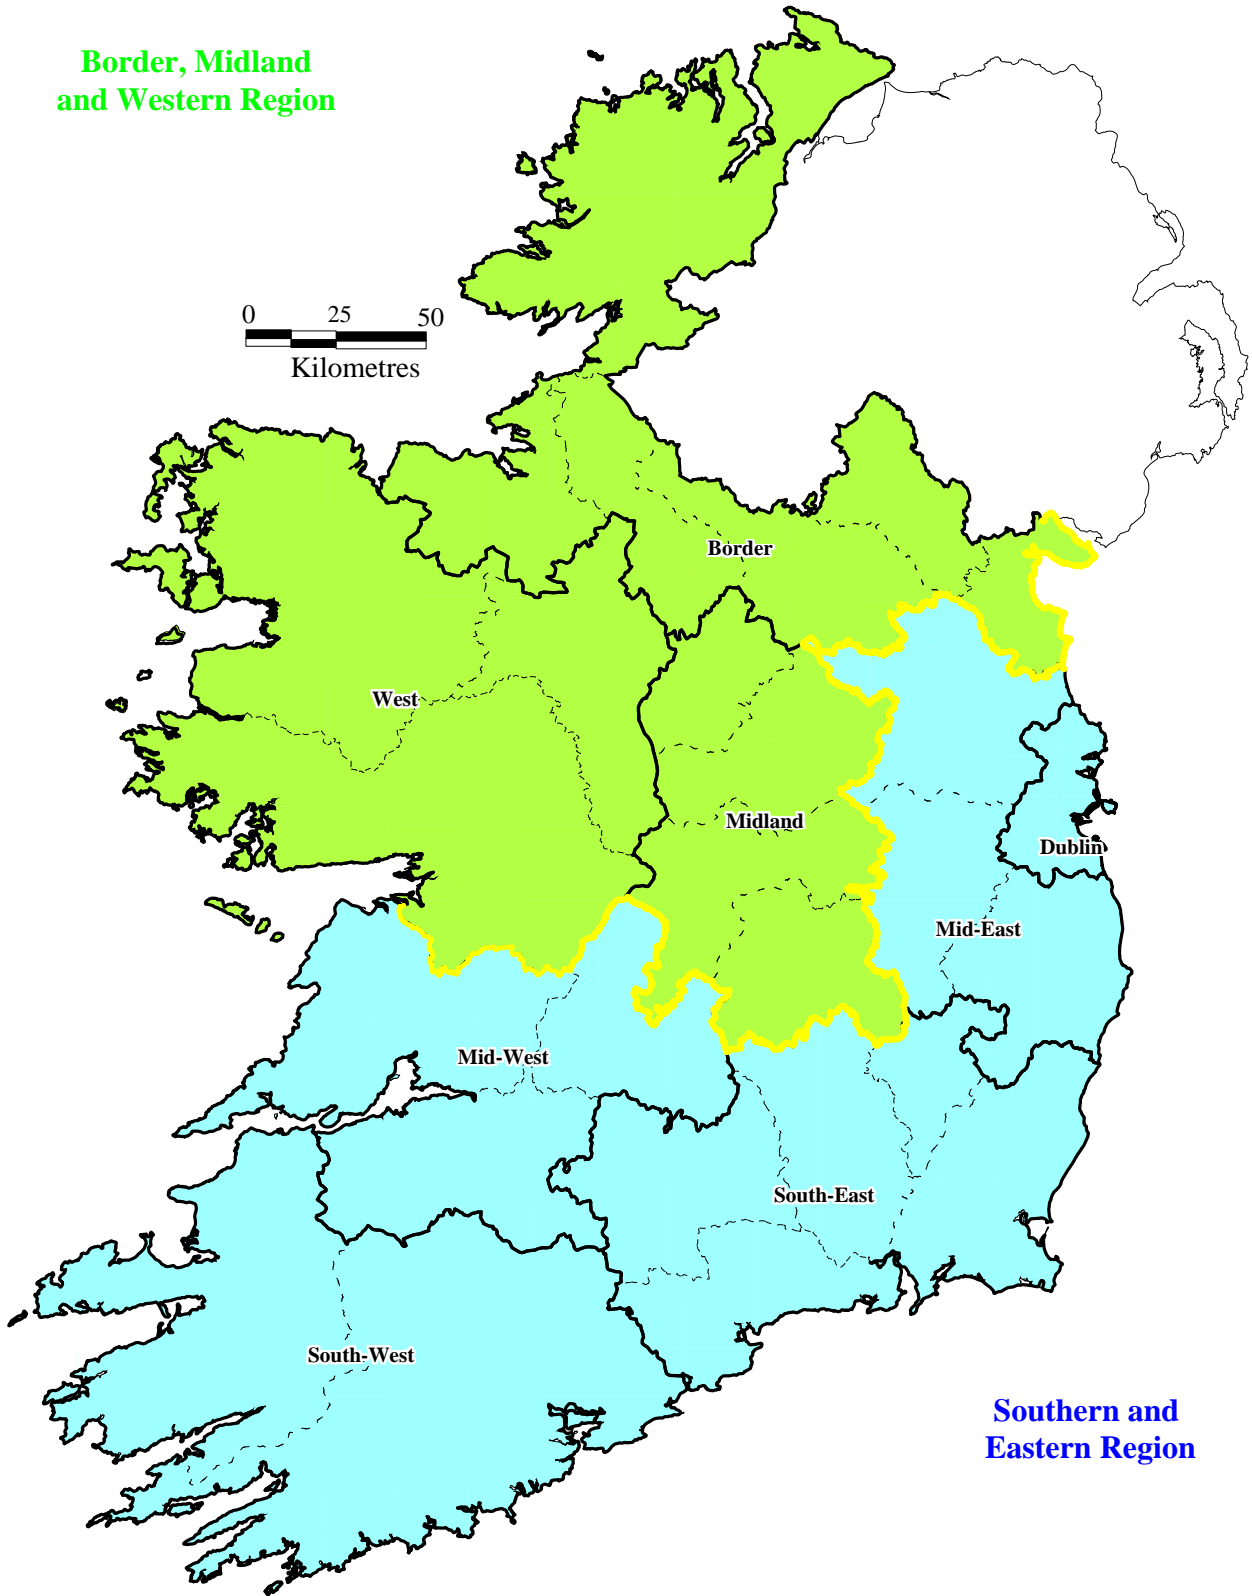 Border, Midland
and Western Region
0 25 50
Kilometres
Border
West
Midland
Dublin
Mid-East
Mid-West
South-East
South-West
Southern and
Eastern Region